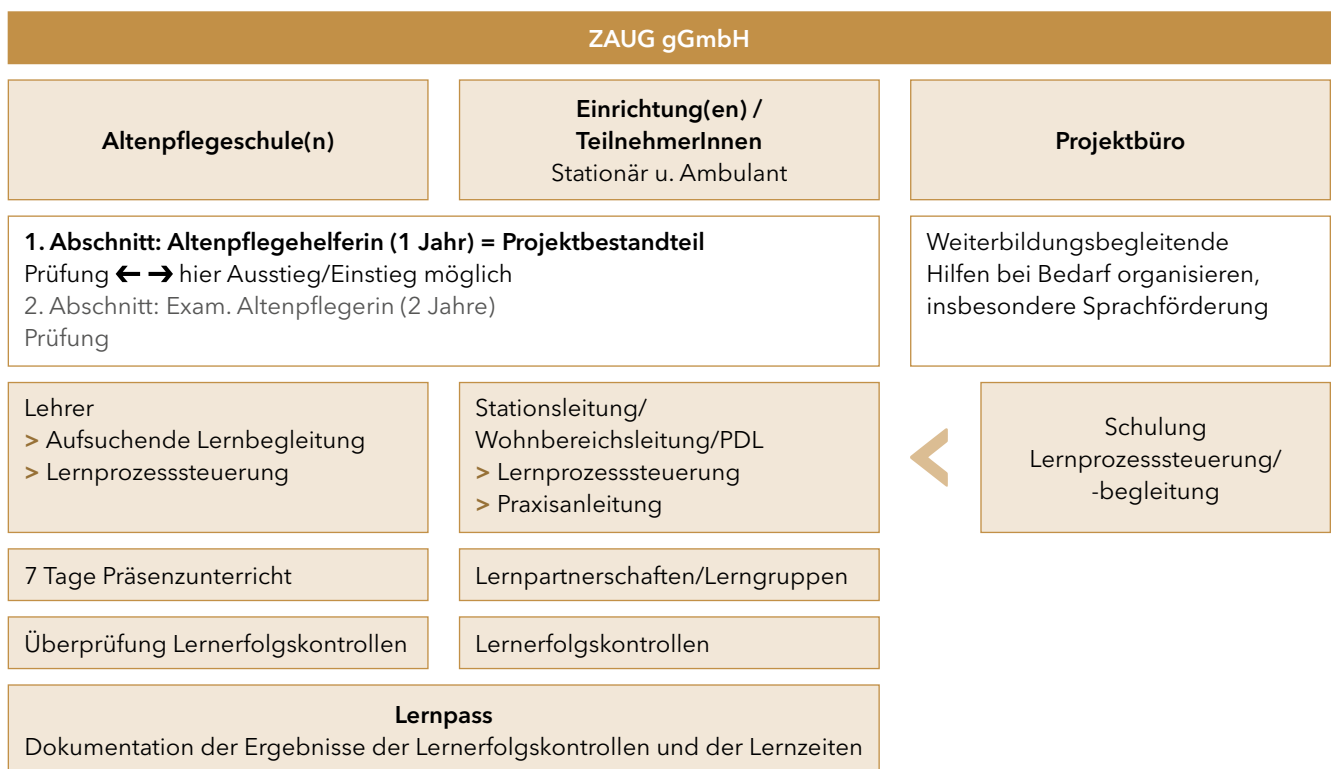 ZAUG gGmbH
Altenpflegeschule(n)
Einrichtung(en) /
TeilnehmerInnen
Stationär u. Ambulant
Projektbüro
1. Abschnitt: Altenpflegehelferin (1 Jahr) = Projektbestandteil
Prüfung ← → hier Ausstieg/Einstieg möglich
2. Abschnitt: Exam. Altenpflegerin (2 Jahre)
Prüfung
Weiterbildungsbegleitende
Hilfen bei Bedarf organisieren,
insbesondere Sprachförderung
Lehrer
> Aufsuchende Lernbegleitung
> Lernprozesssteuerung
Stationsleitung/
Wohnbereichsleitung/PDL
> Lernprozesssteuerung
> Praxisanleitung
Schulung
Lernprozesssteuerung/
-begleitung
7 Tage Präsenzunterricht
Lernpartnerschaften/Lerngruppen
Überprüfung Lernerfolgskontrollen
Lernerfolgskontrollen
Lernpass
Dokumentation der Ergebnisse der Lernerfolgskontrollen und der Lernzeiten